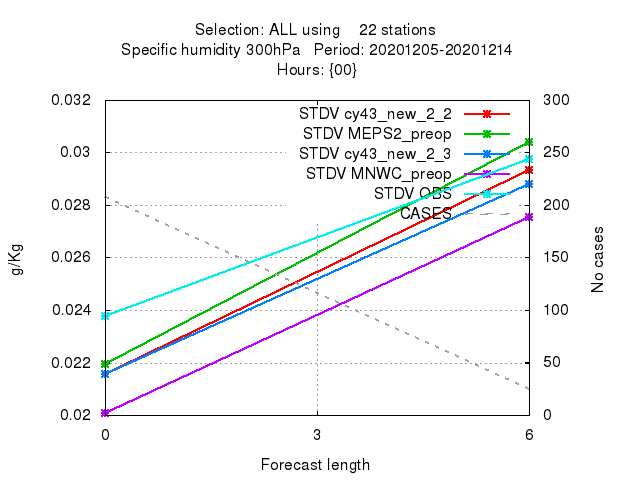 Selection: ALL using    22 stations
Specific humidity 300hPa   Period: 20201205-20201214
Hours: {00}
0.032
0.03
0.028
0.026
0.024
0.022
0.02
g/Kg
STDV cy43_new_2_2
STDV MEPS2_preop
STDV cy43_new_2_3
STDV MNWC_preop
STDV OBS
CASES
300
250
200
150
100
50
0
No cases
0
3
6
Forecast length